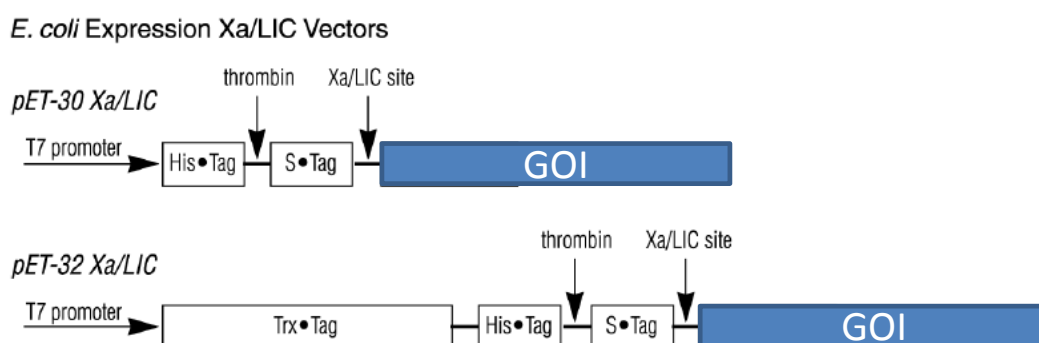 E. coli Expression Xa/LIC Vectors
thrombin Xa/LIC site
pET-30 Xa/LIC
T7 promoter His•Tag S•Tag GOI
thrombin Xa/LIC site
pET-32 Xa/LIC
T7 promoter Trx•Tag His•Tag S•Tag GOI